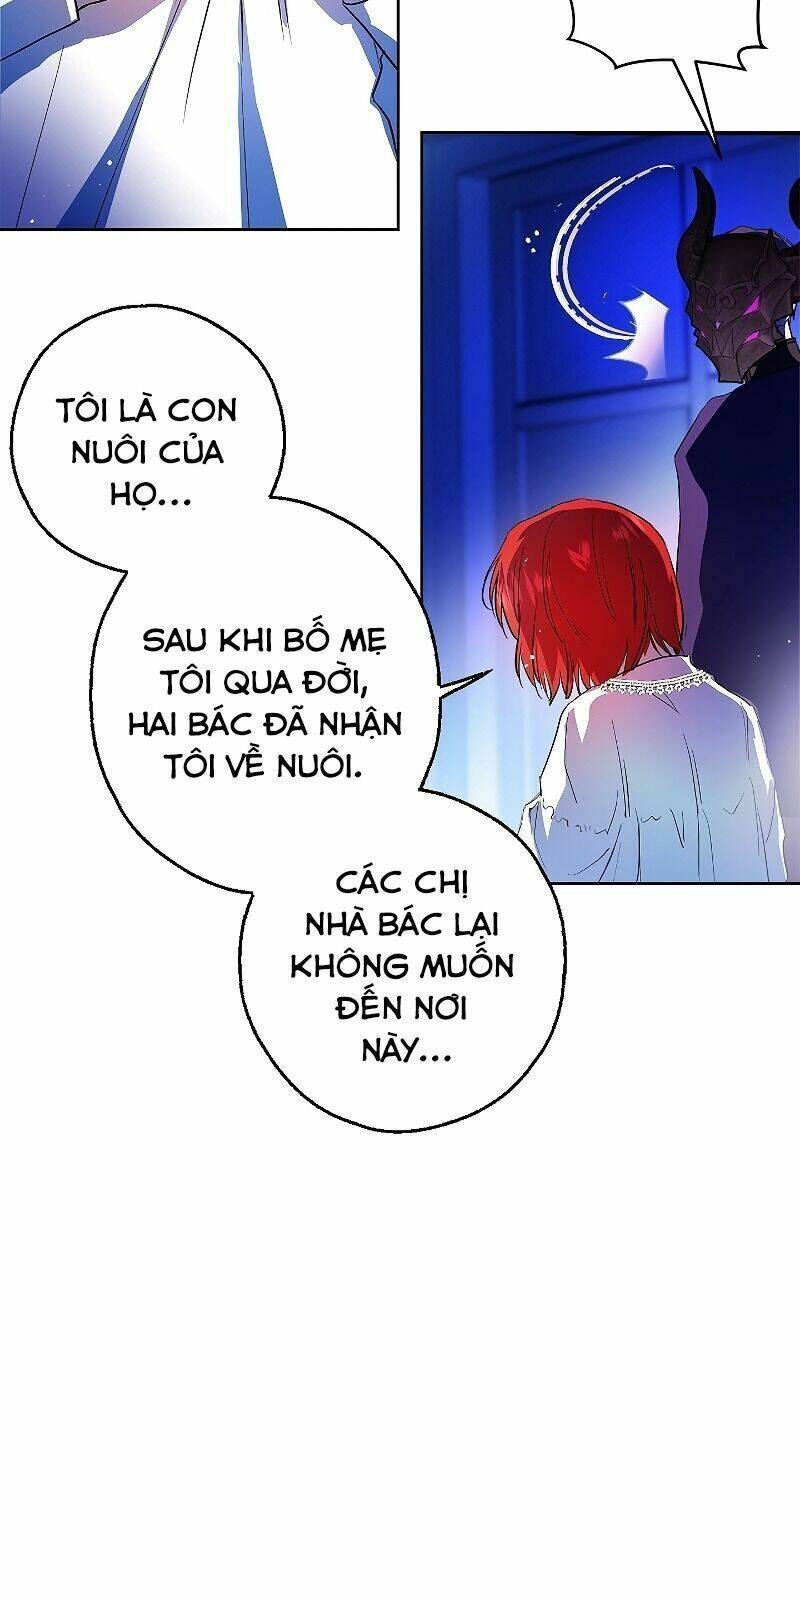 TÔI LÀ CON
NUÔI CỦA
HỌ...
SAU KHI BỐ MẸ
TÔI QUA ĐỜI,
HAI BÁC ĐÃ NHẬN
TÔI VỀ NUÔI.
CÁC CHỊ
NHÀ BÁC LẠI
KHÔNG MUỐN
ĐẾN NƠI
NÀY...